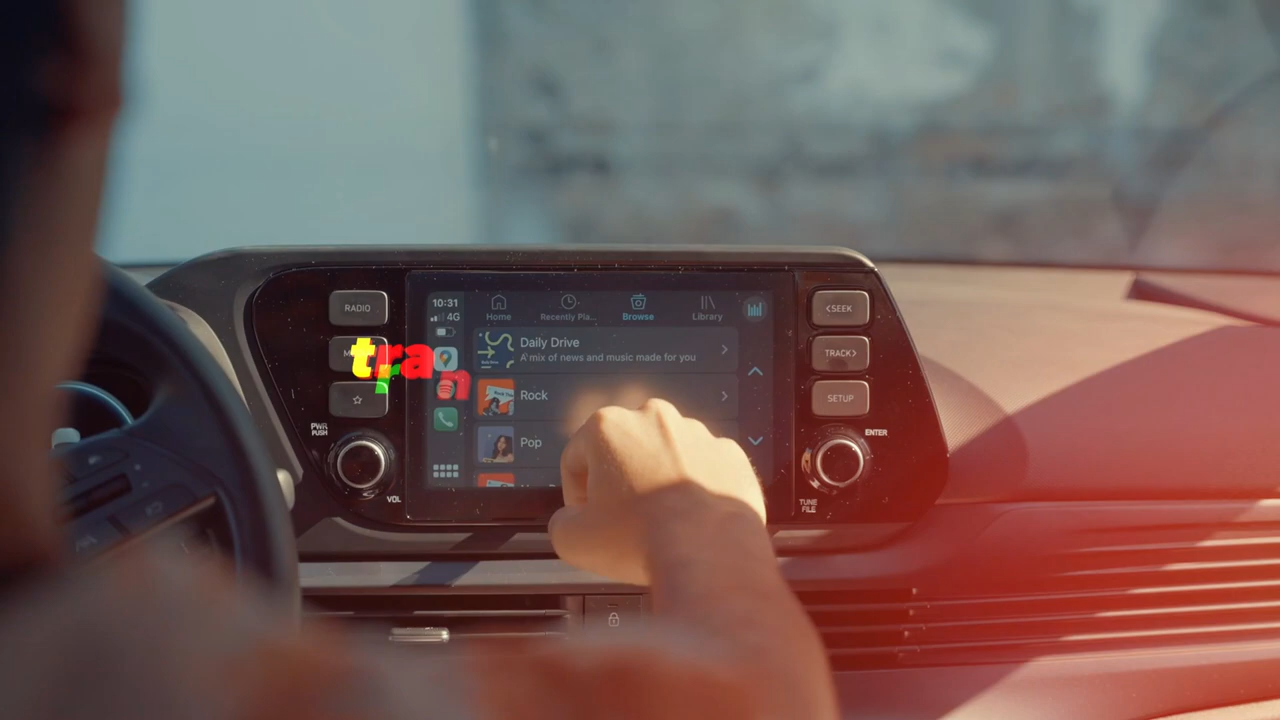 RADIO
10:31
4G
Home
Recently Pla...
Browse
Library
<SEEK
Daily Drive
A mix of news and music made for you
TRACK>
tra
n
Rock
SETUP
PWR
PUSH
Pop
ENTER
VOL
TUNE
FILE